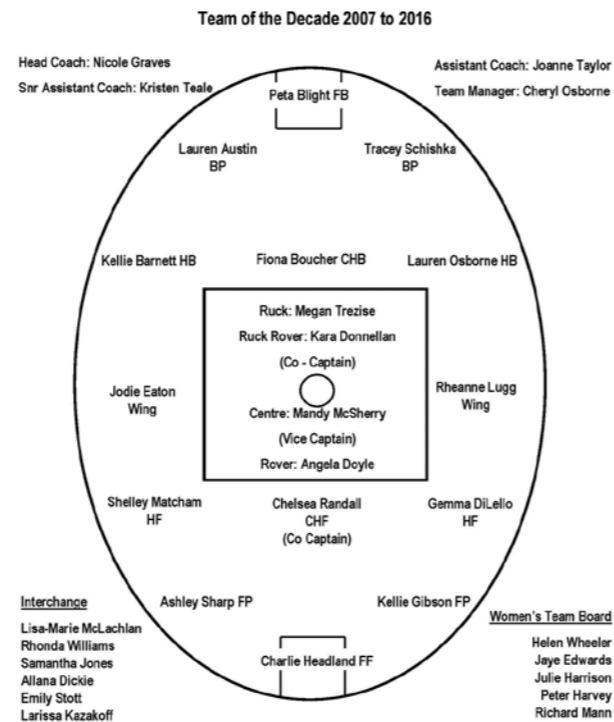 Team of the Decade 2007 to 2016
Head Coach: Nicole Graves
Snr Assistant Coach: Kristen Teale
Assistant Coach: Joanne Taylor
Team Manager: Cheryl Osborne
Peta Blight FB
Lauren Austin
BP
Tracey Schishka
BP
Kellie Barnett HB
Fiona Boucher CHB
Lauren Osborne HB
Ruck: Megan Trezise
Ruck Rover: Kara Donnellan
(Co - Captain)
Jodie Eaton
Wing
Rheanne Lugg
Wing
Centre: Mandy McSherry
(Vice Captain)
Rover: Angela Doyle
Shelley Matcham
HF
Chelsea Randall
CHF
(Co Captain)
Gemma DiLello
HF
Ashley Sharp FP
Kellie Gibson FP
Charlie Headland FF
Interchange
Lisa-Marie McLachlan
Rhonda Williams
Samantha Jones
Allana Dickie
Emily Stott
Larissa Kazakoff
Women's Team Board
Helen Wheeler
Jaye Edwards
Julie Harrison
Peter Harvey
Richard Mann